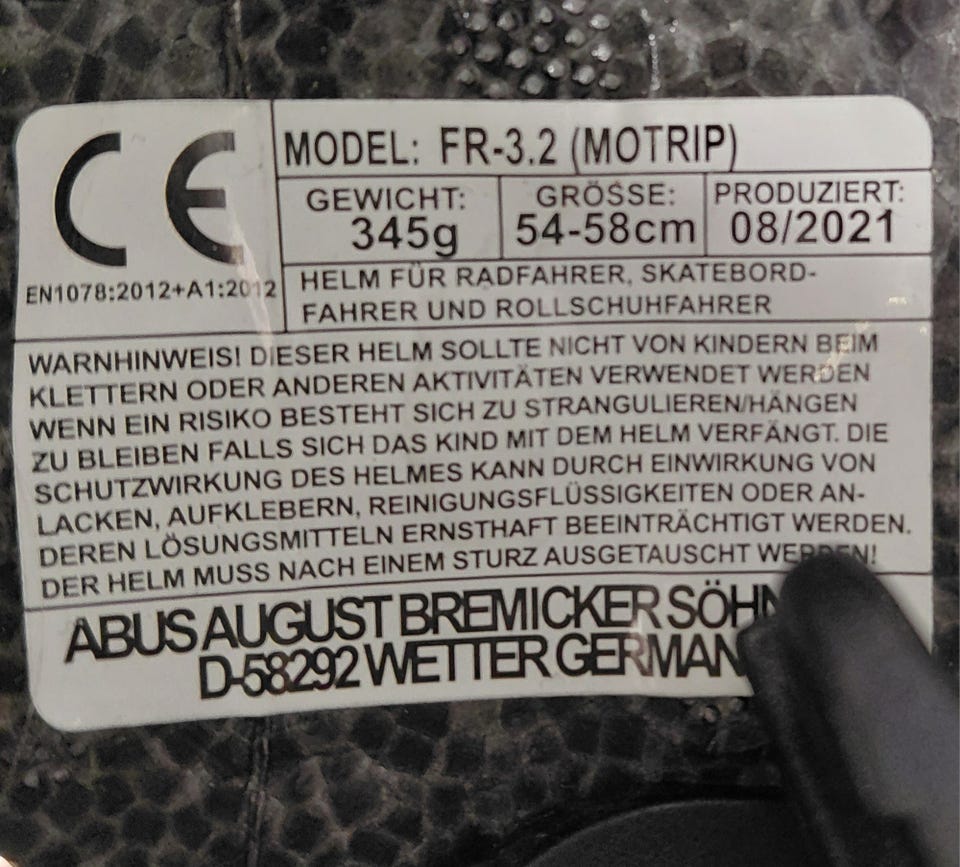 CE
EN1078:2012+A1:2012
MODEL: FR-3.2 (MOTRIP)
GEWICHT:
345g
GRÖSSE:
54-58cm
PRODUZIERT:
08/2021
HELM FÜR RADFAHRER, SKATEBORD-
FAHRER UND ROLLSCHUHFAHRER
WARNHINWEIS! DIESER HELM SOLLTE NICHT VON KINDERN BEIM
KLETTERN ODER ANDEREN AKTIVITÄTEN VERWENDET WERDEN
WENN EIN RISIKO BESTEHT SICH ZU STRANGULIEREN/HÄNGEN
ZU BLEIBEN FALLS SICH DAS KIND MIT DEM HELM VERFÄNGT. DIE
SCHUTZWIRKUNG DES HELMES KANN DURCH EINWIRKUNG VON
LACKEN, AUFKLEBERN, REINIGUNGSFLÜSSIGKEITEN ODER AN-
DEREN LÖSUNGSMITTELN ERNSTHAFT BEEINTRÄCHTIGT WERDEN.
DER HELM MUSS NACH EINEM STURZ AUSGETAUSCHT WERDEN!
ABUS AUGUST BREMICKER
D-58292 WETTER